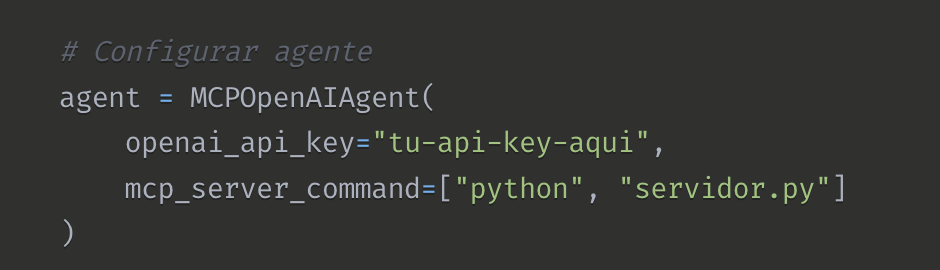 # Configurar agente
agent = MCPOpenAIAgent(
    openai_api_key="tu-api-key-aqui",
    mcp_server_command=["python", "servidor.py"]
)